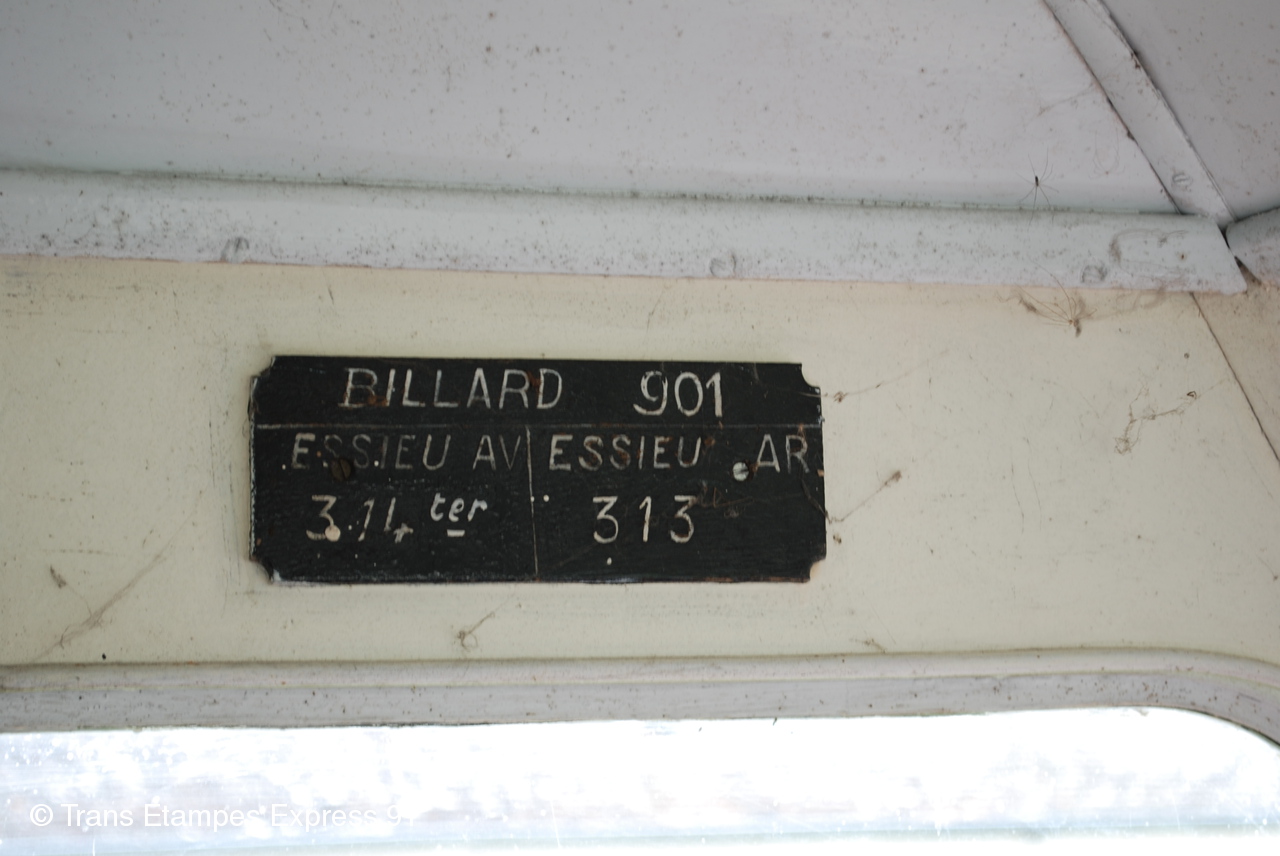 BILLARD 901
ESSIEU AV ESSIEU AR
314 ter 313
© Trans Etampes Express 91